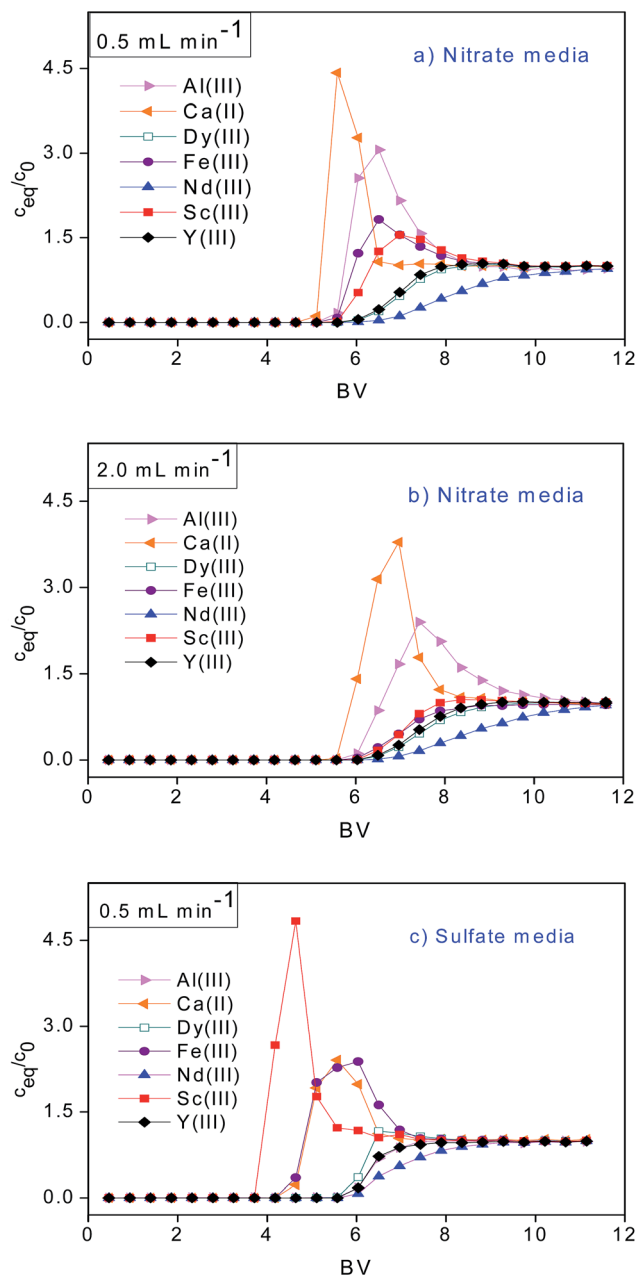 0.5 mL min-1
a) Nitrate media
Al(III)
Ca(II)
Dy(III)
Fe(III)
Nd(III)
Sc(III)
Y(III)
4.5
3.0
1.5
0.0
ceq/c0
0 2 4 6 8 10 12
BV
2.0 mL min-1
b) Nitrate media
Al(III)
Ca(II)
Dy(III)
Fe(III)
Nd(III)
Sc(III)
Y(III)
4.5
3.0
1.5
0.0
ceq/c0
0 2 4 6 8 10 12
BV
0.5 mL min-1
c) Sulfate media
Al(III)
Ca(II)
Dy(III)
Fe(III)
Nd(III)
Sc(III)
Y(III)
4.5
3.0
1.5
0.0
ceq/c0
0 2 4 6 8 10 12
BV